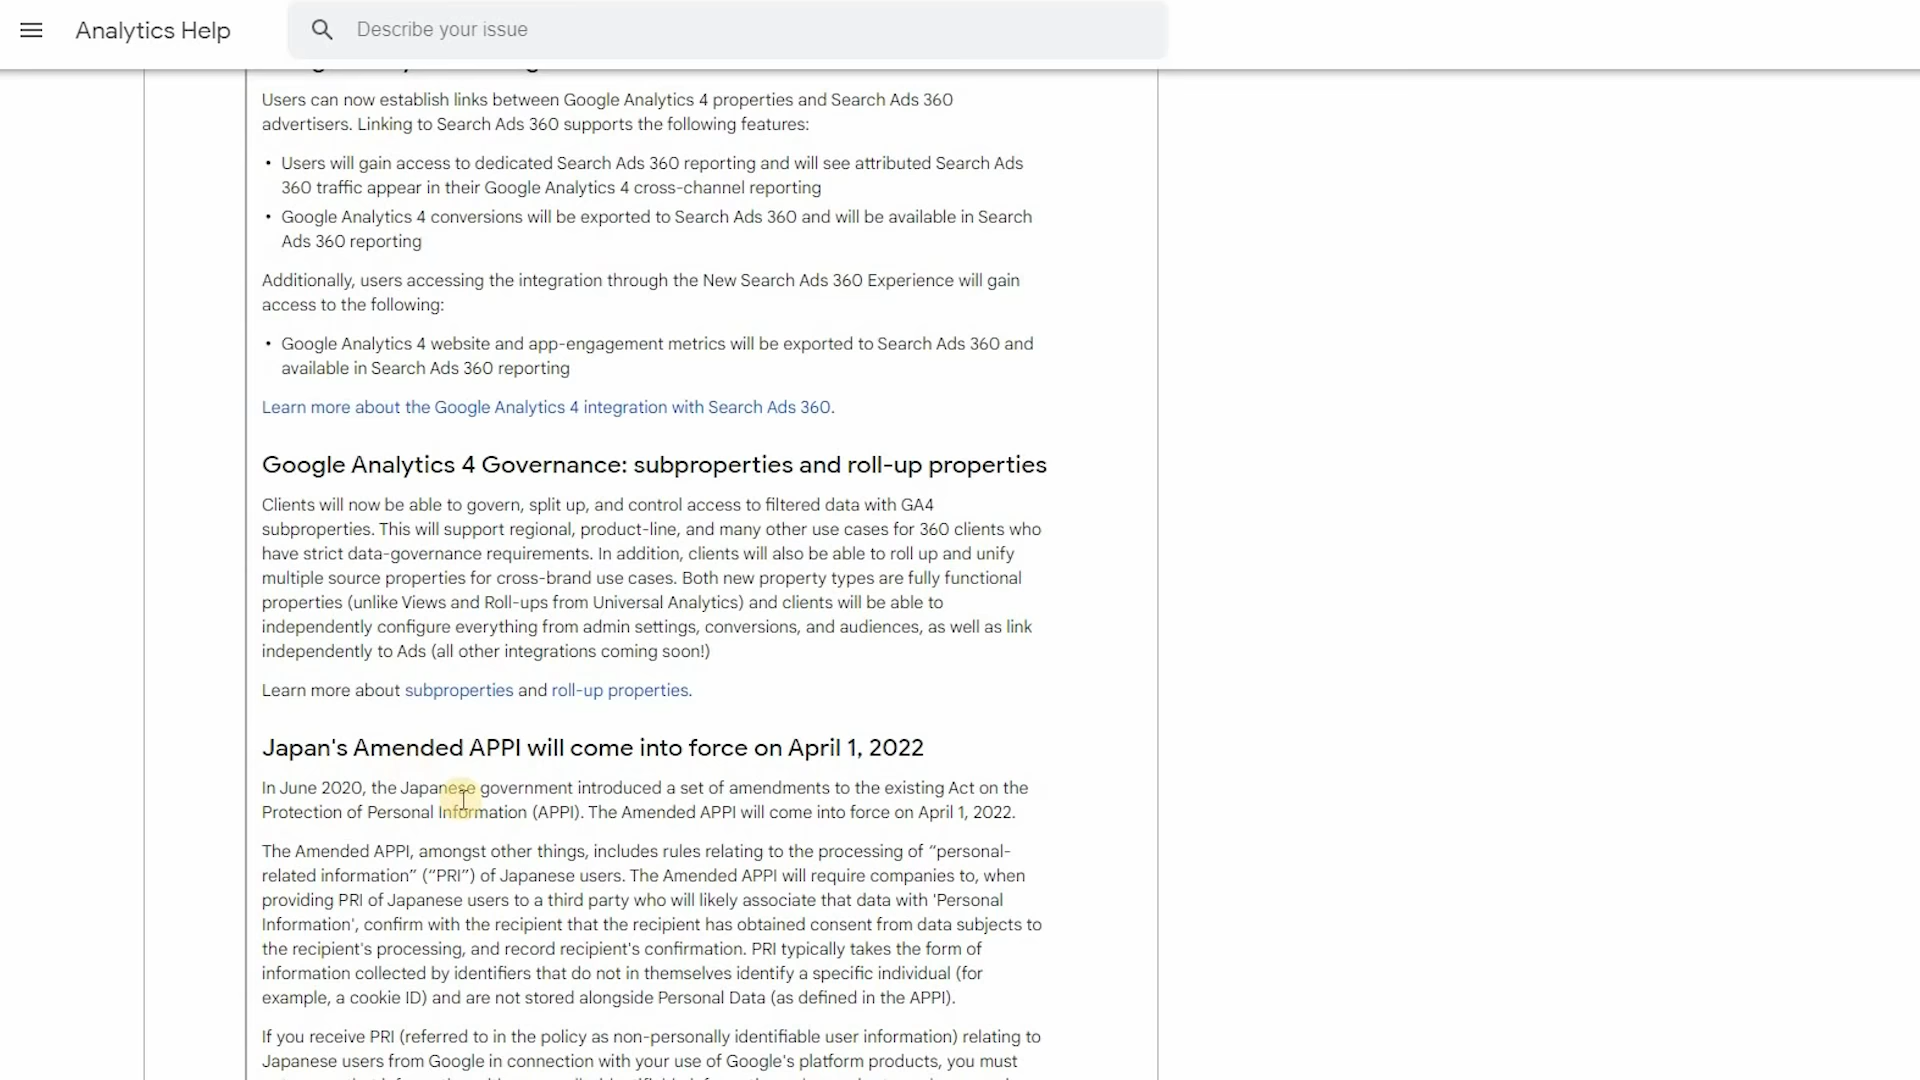 Analytics Help
Describe your issue
Users can now establish links between Google Analytics 4 properties and Search Ads 360
advertisers. Linking to Search Ads 360 supports the following features:
• Users will gain access to dedicated Search Ads 360 reporting and will see attributed Search Ads
360 traffic appear in their Google Analytics 4 cross-channel reporting
• Google Analytics 4 conversions will be exported to Search Ads 360 and will be available in Search
Ads 360 reporting
Additionally, users accessing the integration through the New Search Ads 360 Experience will gain
access to the following:
• Google Analytics 4 website and app-engagement metrics will be exported to Search Ads 360 and
available in Search Ads 360 reporting
Learn more about the Google Analytics 4 integration with Search Ads 360.
Google Analytics 4 Governance: subproperties and roll-up properties
Clients will now be able to govern, split up, and control access to filtered data with GA4
subproperties. This will support regional, product-line, and many other use cases for 360 clients who
have strict data-governance requirements. In addition, clients will also be able to roll up and unify
multiple source properties for cross-brand use cases. Both new property types are fully functional
properties (unlike Views and Roll-ups from Universal Analytics) and clients will be able to
independently configure everything from admin settings, conversions, and audiences, as well as link
independently to Ads (all other integrations coming soon!)
Learn more about subproperties and roll-up properties.
Japan's Amended APPI will come into force on April 1, 2022
In June 2020, the Japanese government introduced a set of amendments to the existing Act on the
Protection of Personal Information (APPI). The Amended APPI will come into force on April 1, 2022.
The Amended APPI, amongst other things, includes rules relating to the processing of “personal-
related information” (“PRI”) of Japanese users. The Amended APPI will require companies to, when
providing PRI of Japanese users to a third party who will likely associate that data with 'Personal
Information', confirm with the recipient that the recipient has obtained consent from data subjects to
the recipient's processing, and record recipient's confirmation. PRI typically takes the form of
information collected by identifiers that do not in themselves identify a specific individual (for
example, a cookie ID) and are not stored alongside Personal Data (as defined in the APPI).
If you receive PRI (referred to in the policy as non-personally identifiable user information) relating to
Japanese users from Google in connection with your use of Google's platform products, you must